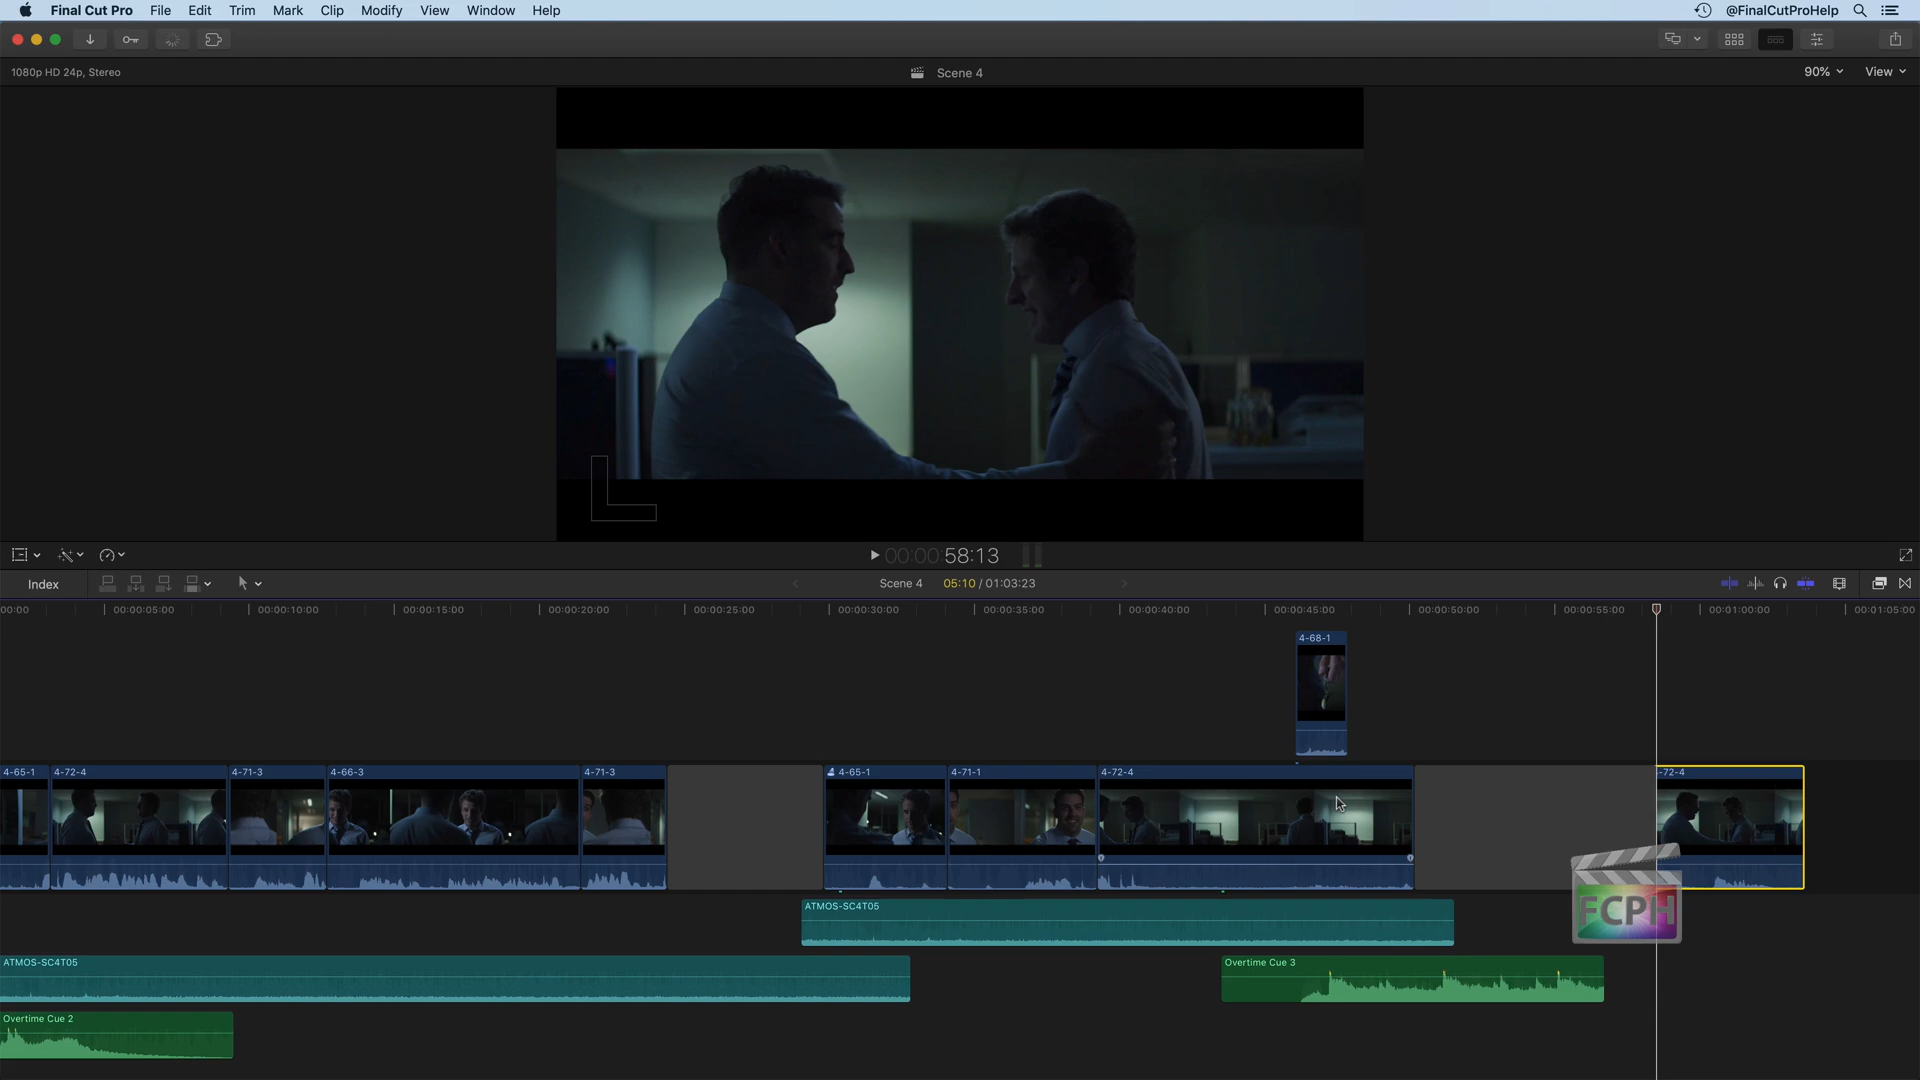 Final Cut Pro File Edit Trim Mark Clip Modify View Window Help @FinalCutProHelp
1080p HD 24p, Stereo Scene 4 90% View
00:00:58:13
Index Scene 4 05:10 / 01:03:23
00:00 00:00:05:00 00:00:10:00 00:00:15:00 00:00:20:00 00:00:25:00 00:00:30:00 00:00:35:00 00:00:40:00 00:00:45:00 00:00:50:00 00:00:55:00 00:01:00:00 00:01:05:00
4-68-1
4-65-1 4-72-4 4-71-3 4-66-3 4-71-3 4-65-1 4-71-1 4-72-4 -72-4
ATMOS-SC4T05
FCPH
ATMOS-SC4T05 Overtime Cue 3
Overtime Cue 2